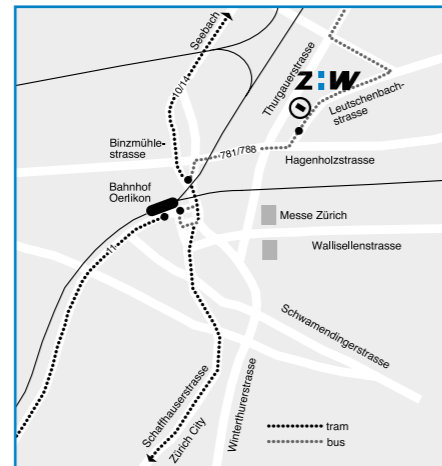 Seebach
10/14
Thurgauerstrasse
Z:W
Leutschenbach-
strasse
Binzmühle-
strasse
781/788
Hagenholzstrasse
Bahnhof
Oerlikon
Messe Zürich
11
Wallisellenstrasse
Schwamendingerstrasse
Schaffhauserstrasse
Zürich City
Winterthurerstrasse
tram
bus